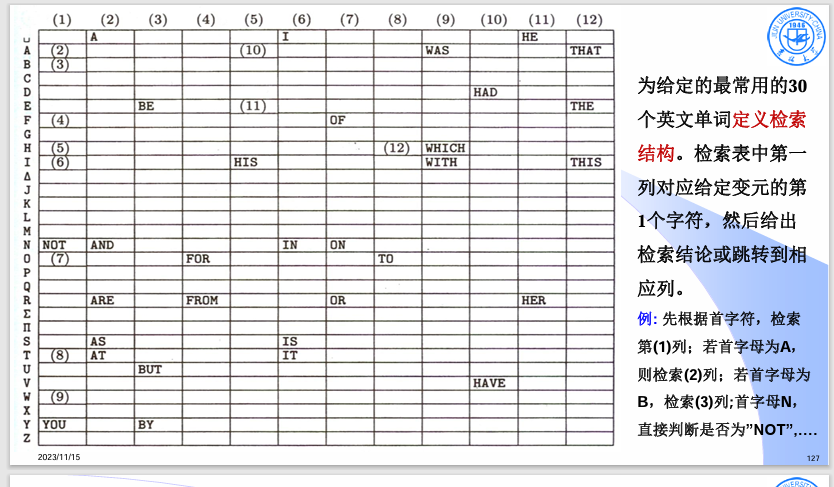 (1) (2) (3) (4) (5) (6) (7) (8) (9) (10) (11) (12)
␣ A I HE
A (2) (10) WAS THAT
B (3)
C
D HAD
E BE (11) THE
F (4) OF
G
H (5) (12) WHICH
I (6) HIS WITH THIS
Δ
J
K
L
M
N NOT AND IN ON
O (7) FOR TO
P
Q
R ARE FROM OR HER
Σ
Π
S AS IS
T (8) AT IT
U BUT
V HAVE
W (9)
X
Y YOU BY
Z
JILIN UNIVERSITY CHINA
1946
为给定的最常用的30
个英文单词定义检索
结构。检索表中第一
列对应给定变元的第
1个字符，然后给出
检索结论或跳转到相
应列。
例: 先根据首字符，检索
第(1)列；若首字母为A，
则检索(2)列；若首字母为
B，检索(3)列;首字母N，
直接判断是否为”NOT”,....
2023/11/15
127